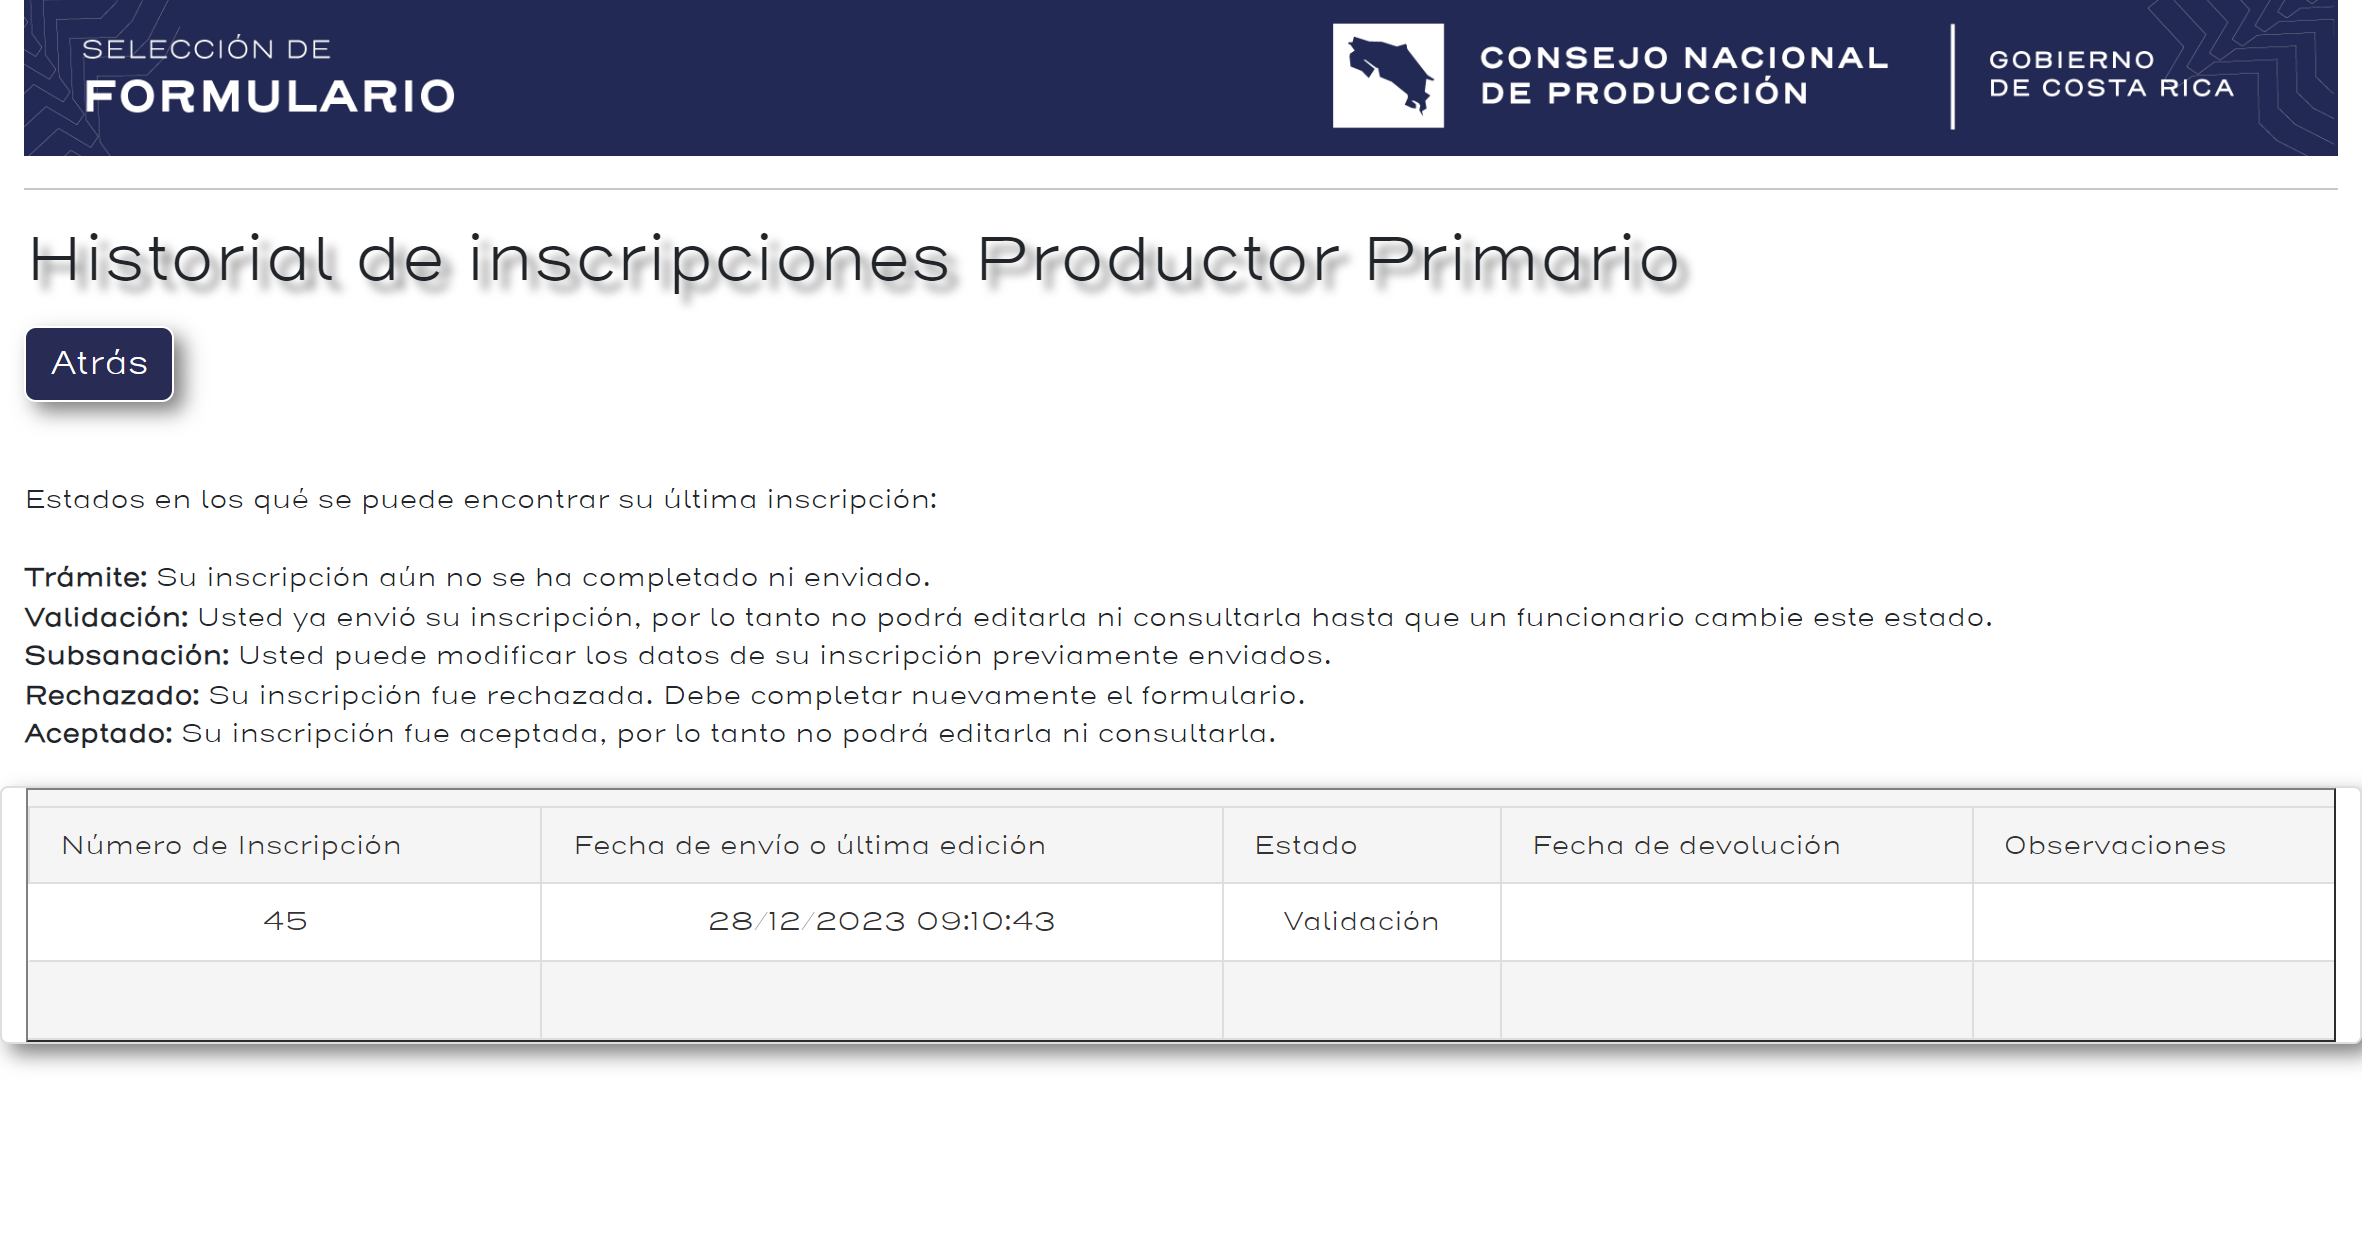 SELECCIÓN DE
FORMULARIO
CONSEJO NACIONAL
DE PRODUCCIÓN
GOBIERNO
DE COSTA RICA
Historial de inscripciones Productor Primario
Atrás
Estados en los qué se puede encontrar su última inscripción:
Trámite: Su inscripción aún no se ha completado ni enviado.
Validación: Usted ya envió su inscripción, por lo tanto no podrá editarla ni consultarla hasta que un funcionario cambie este estado.
Subsanación: Usted puede modificar los datos de su inscripción previamente enviados.
Rechazado: Su inscripción fue rechazada. Debe completar nuevamente el formulario.
Aceptado: Su inscripción fue aceptada, por lo tanto no podrá editarla ni consultarla.
Número de Inscripción Fecha de envío o última edición Estado Fecha de devolución Observaciones
45 28/12/2023 09:10:43 Validación